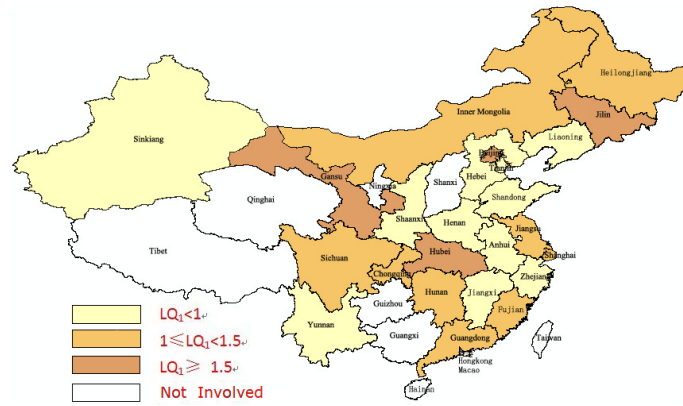 Heilongjiang
Jilin
Inner Mongolia
Liaoning
Sinkiang
Beijing
Tianjin
Gansu
Hebei
Ningxia
Shanxi
Qinghai
Shandong
Shaanxi
Henan
Jiangsu
Tibet
Anhui
Hubei
Shanghai
Sichuan
Chongqing
Zhejiang
Hunan
Jiangxi
Guizhou
Fujian
LQ₁<1
Yunnan
1≤LQ₁<1.5
Guangxi
Guangdong
Taiwan
Hongkong
LQ₁≥ 1.5
Macao
Hainan
Not Involved